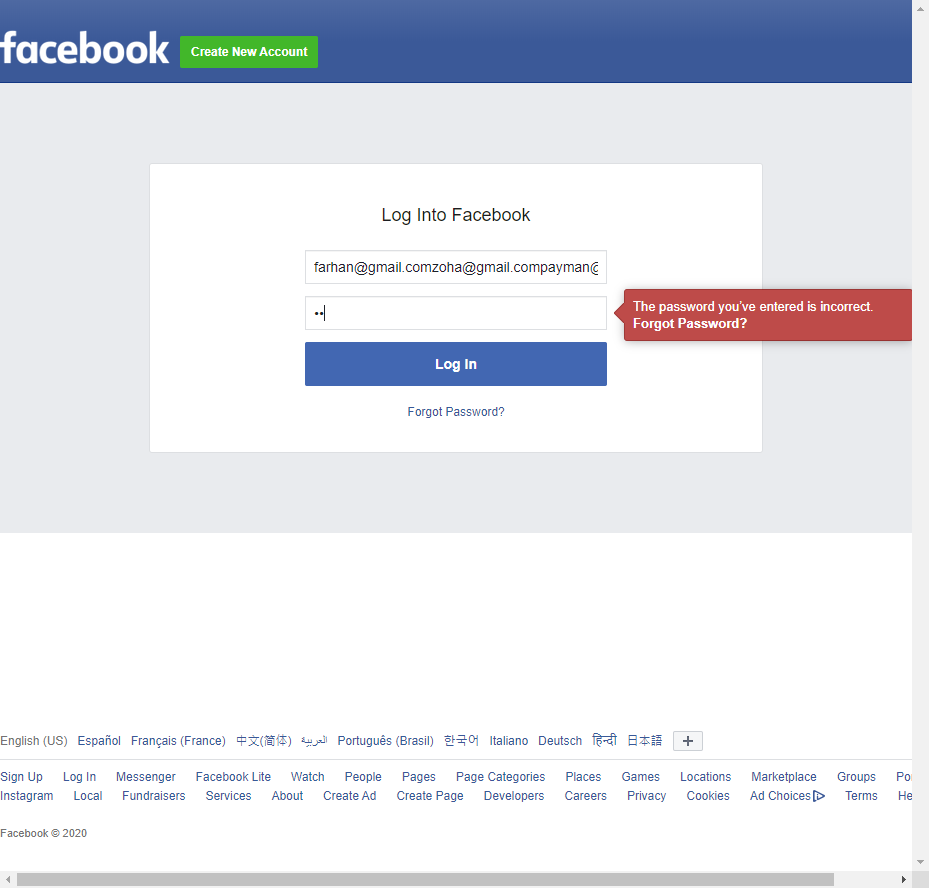 facebook Create New Account
Log Into Facebook
farhan@gmail.comzoha@gmail.compayman@
••
The password you've entered is incorrect.
Forgot Password?
Log In
Forgot Password?
English (US) Español Français (France) 中文(简体) العربية Português (Brasil) 한국어 Italiano Deutsch हिन्दी 日本語 +
Sign Up Log In Messenger Facebook Lite Watch People Pages Page Categories Places Games Locations Marketplace Groups Po
Instagram Local Fundraisers Services About Create Ad Create Page Developers Careers Privacy Cookies Ad Choices Terms He
Facebook © 2020